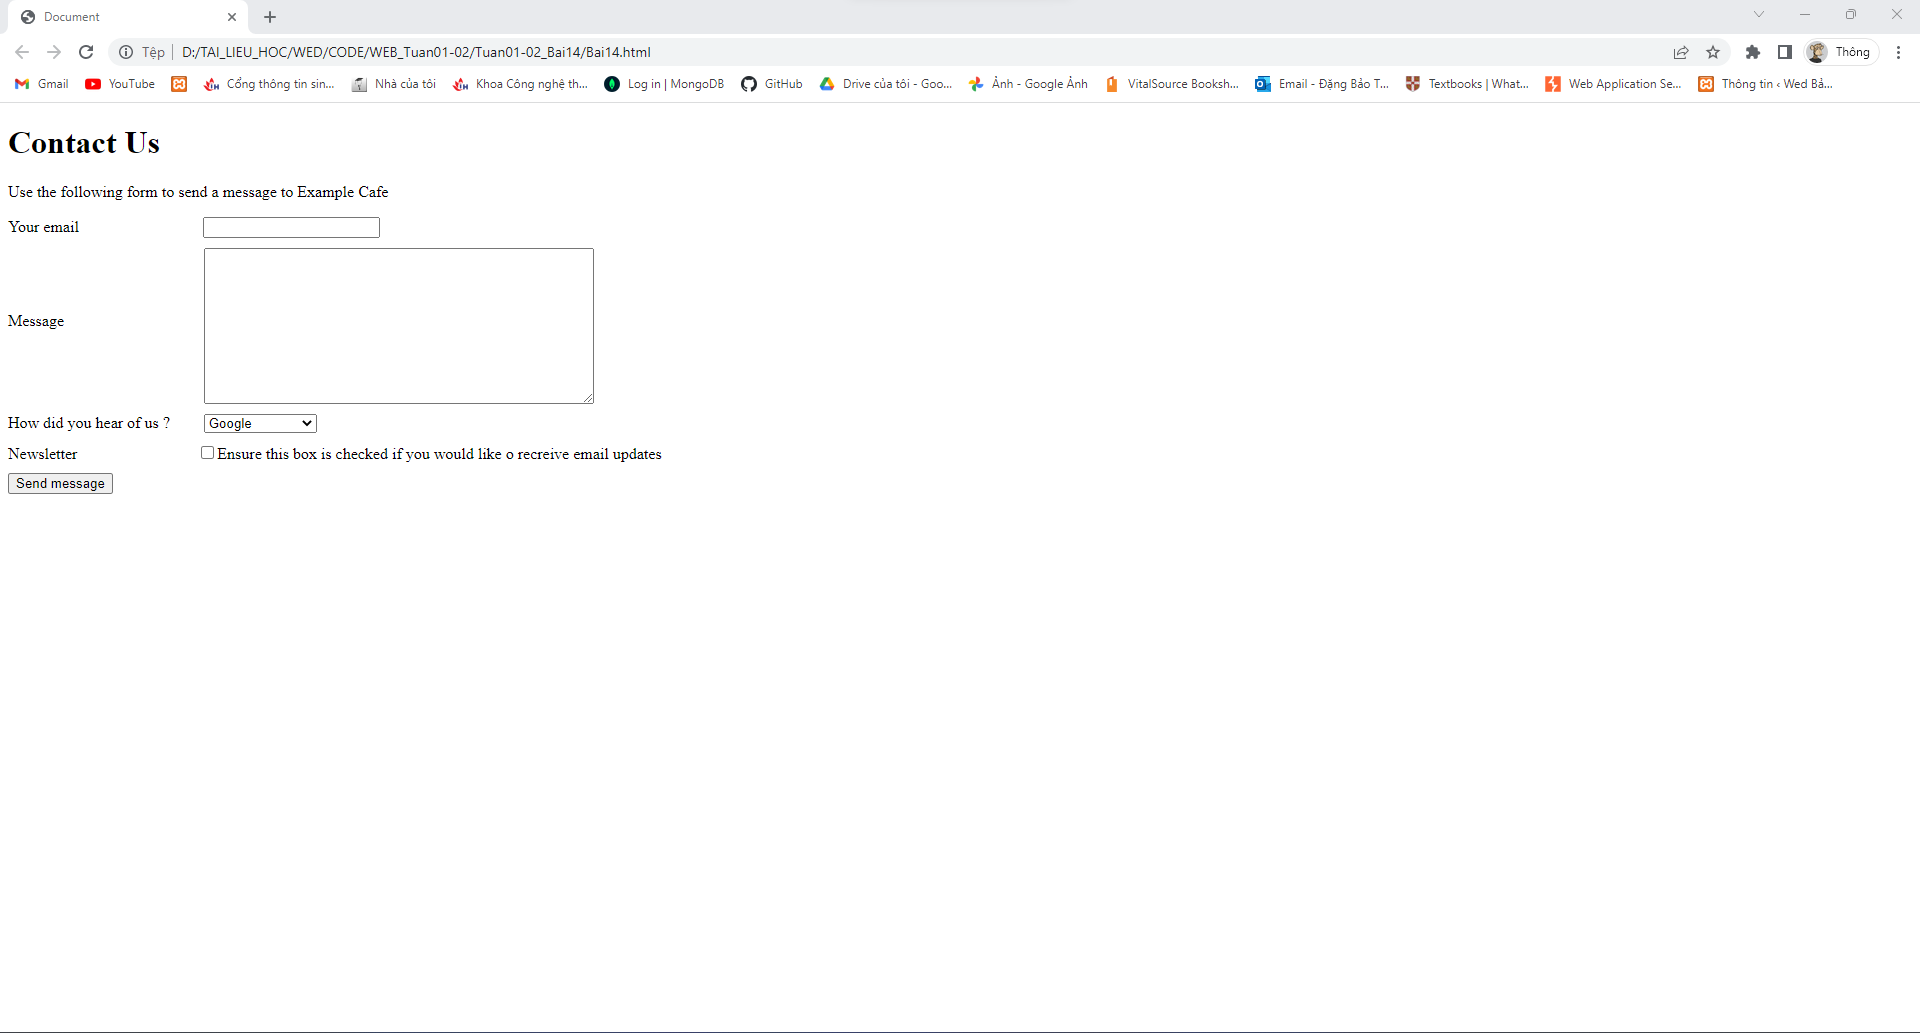 Document
Tệp D:/TAI_LIEU_HOC/WED/CODE/WEB_Tuan01-02/Tuan01-02_Bai14/Bai14.html Thông
Gmail YouTube Cổng thông tin sin... Nhà của tôi Khoa Công nghệ th... Log in | MongoDB GitHub Drive của tôi - Goo... Ảnh - Google Ảnh VitalSource Booksh... Email - Đặng Bảo T... Textbooks | What... Web Application Se... Thông tin ‹ Wed Bả...
Contact Us
Use the following form to send a message to Example Cafe
Your email
Message
How did you hear of us ? Google
Newsletter Ensure this box is checked if you would like o recreive email updates
Send message